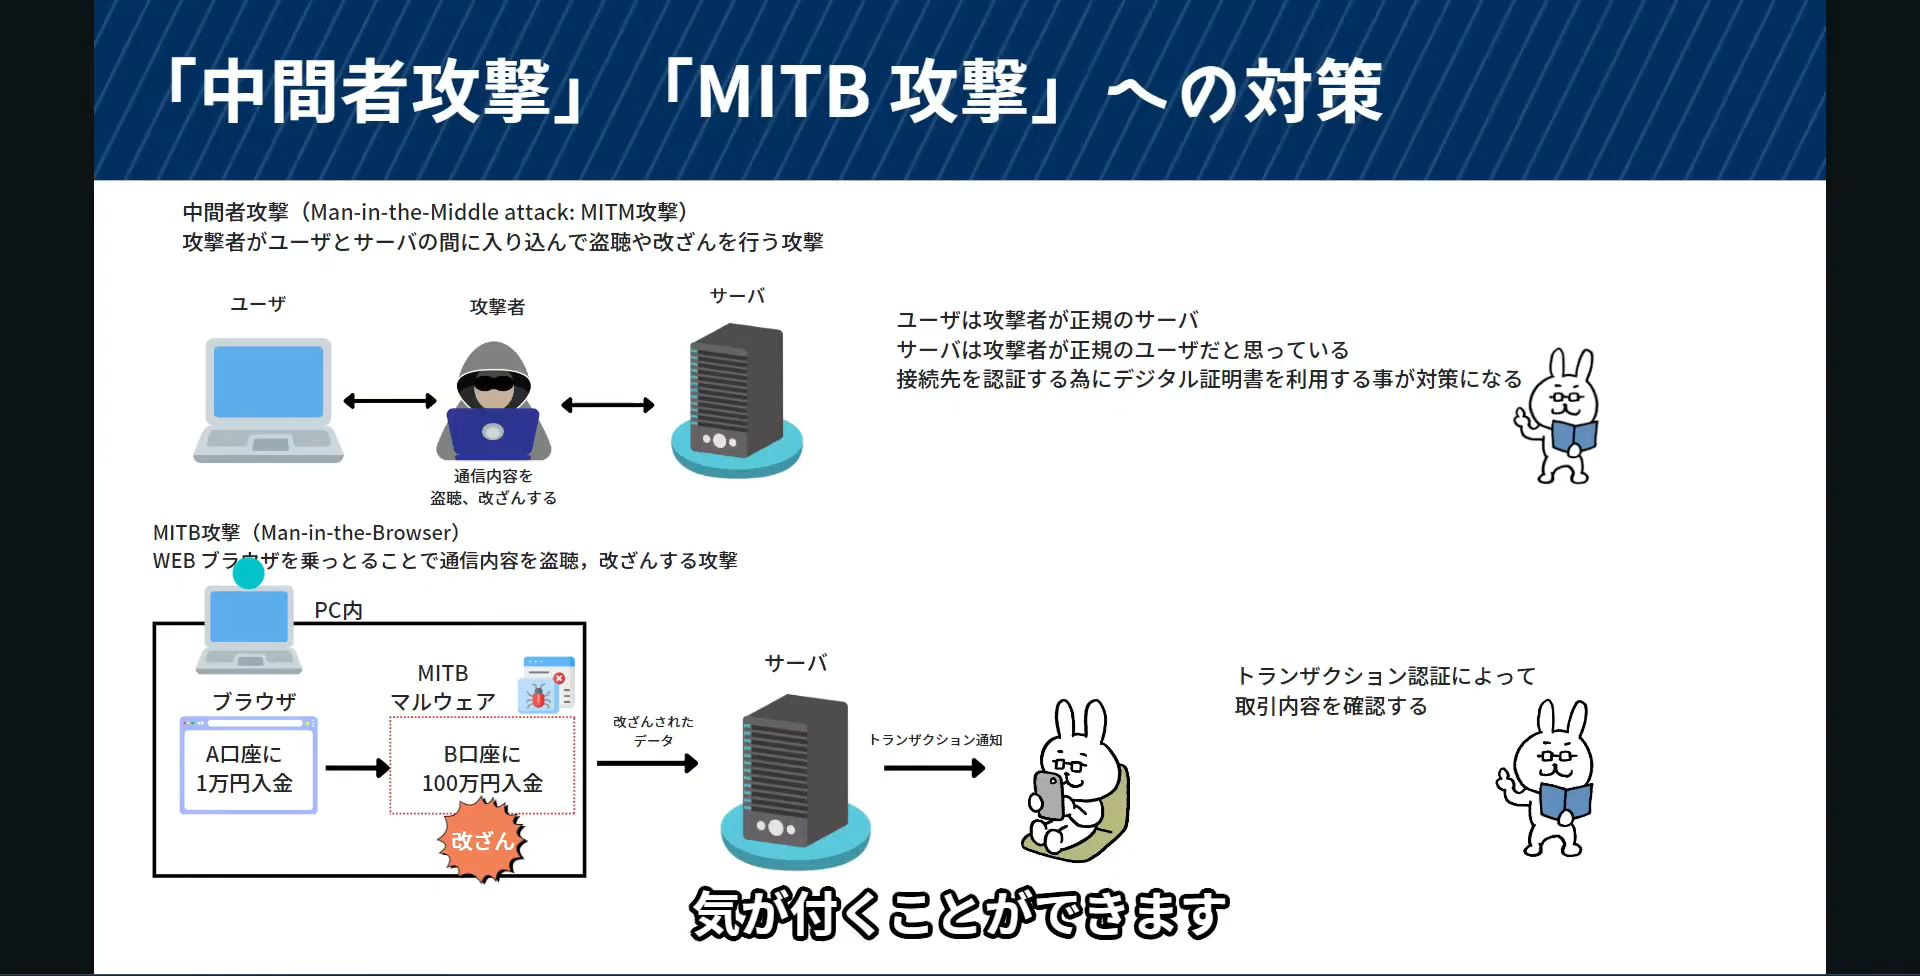 「中間者攻撃」「MITB 攻撃」への対策
中間者攻撃（Man-in-the-Middle attack: MITM攻撃）
攻撃者がユーザとサーバの間に入り込んで盗聴や改ざんを行う攻撃
ユーザ
攻撃者
サーバ
通信内容を
盗聴、改ざんする
ユーザは攻撃者が正規のサーバ
サーバは攻撃者が正規のユーザだと思っている
接続先を認証する為にデジタル証明書を利用する事が対策になる
MITB攻撃（Man-in-the-Browser）
WEB ブラウザを乗っとることで通信内容を盗聴，改ざんする攻撃
PC内
ブラウザ
A口座に
1万円入金
MITB
マルウェア
B口座に
100万円入金
改ざん
改ざんされた
データ
サーバ
トランザクション通知
トランザクション認証によって
取引内容を確認する
気が付くことができます